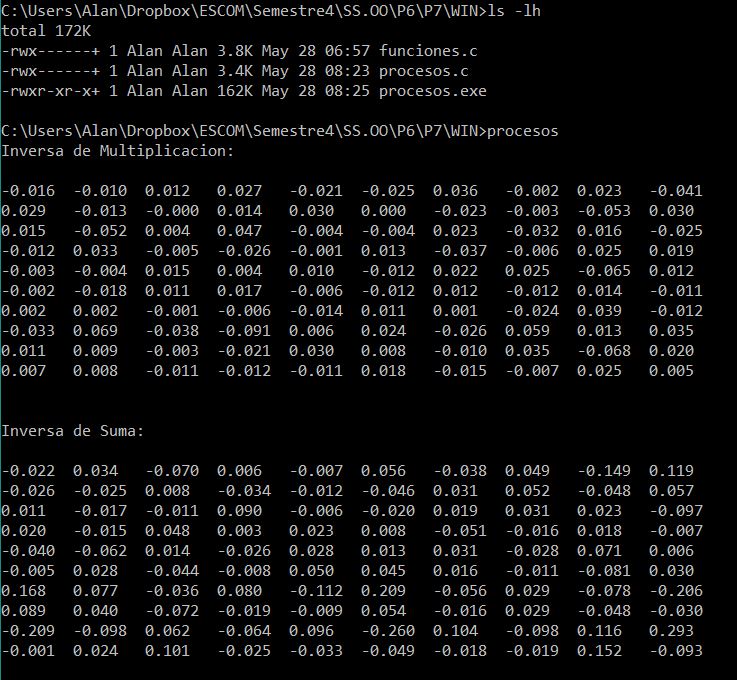 C:\Users\Alan\Dropbox\ESCOM\Semestre4\SS.OO\P6\P7\WIN>ls -lh
total 172K
-rwx------+ 1 Alan Alan 3.8K May 28 06:57 funciones.c
-rwx------+ 1 Alan Alan 3.4K May 28 08:23 procesos.c
-rwxr-xr-x+ 1 Alan Alan 162K May 28 08:25 procesos.exe
C:\Users\Alan\Dropbox\ESCOM\Semestre4\SS.OO\P6\P7\WIN>procesos
Inversa de Multiplicacion:
-0.016 -0.010 0.012 0.027 -0.021 -0.025 0.036 -0.002 0.023 -0.041
0.029 -0.013 -0.000 0.014 0.030 0.000 -0.023 -0.003 -0.053 0.030
0.015 -0.052 0.004 0.047 -0.004 -0.004 0.023 -0.032 0.016 -0.025
-0.012 0.033 -0.005 -0.026 -0.001 0.013 -0.037 -0.006 0.025 0.019
-0.003 -0.004 0.015 0.004 0.010 -0.012 0.022 0.025 -0.065 0.012
-0.002 -0.018 0.011 0.017 -0.006 -0.012 0.012 -0.012 0.014 -0.011
0.002 0.002 -0.001 -0.006 -0.014 0.011 0.001 -0.024 0.039 -0.012
-0.033 0.069 -0.038 -0.091 0.006 0.024 -0.026 0.059 0.013 0.035
0.011 0.009 -0.003 -0.021 0.030 0.008 -0.010 0.035 -0.068 0.020
0.007 0.008 -0.011 -0.012 -0.011 0.018 -0.015 -0.007 0.025 0.005
Inversa de Suma:
-0.022 0.034 -0.070 0.006 -0.007 0.056 -0.038 0.049 -0.149 0.119
-0.026 -0.025 0.008 -0.034 -0.012 -0.046 0.031 0.052 -0.048 0.057
0.011 -0.017 -0.011 0.090 -0.006 -0.020 0.019 0.031 0.023 -0.097
0.020 -0.015 0.048 0.003 0.023 0.008 -0.051 -0.016 0.018 -0.007
-0.040 -0.062 0.014 -0.026 0.028 0.013 0.031 -0.028 0.071 0.006
-0.005 0.028 -0.044 -0.008 0.050 0.045 0.016 -0.011 -0.081 0.030
0.168 0.077 -0.036 0.080 -0.112 0.209 -0.056 0.029 -0.078 -0.206
0.089 0.040 -0.072 -0.019 -0.009 0.054 -0.016 0.029 -0.048 -0.030
-0.209 -0.098 0.062 -0.064 0.096 -0.260 0.104 -0.098 0.116 0.293
-0.001 0.024 0.101 -0.025 -0.033 -0.049 -0.018 -0.019 0.152 -0.093